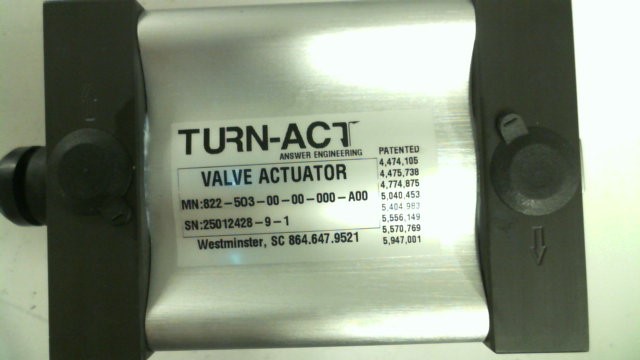 TURN-ACT
ANSWER ENGINEERING
VALVE ACTUATOR
MN:822-503-00-00-000-A00
SN:25012428-9-1
Westminster, SC 864.647.9521
PATENTED
4,474,105
4,475,738
4,774,875
5,040,453
5,404,983
5,556,149
5,570,769
5,947,001